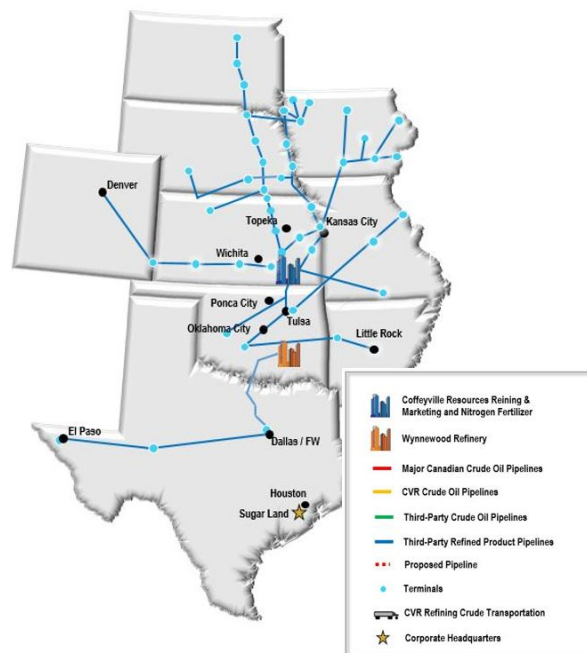 Denver
Topeka
Kansas City
Wichita
Ponca City
Tulsa
Oklahoma City
Little Rock
El Paso
Dallas / FW
Houston
Sugar Land
Coffeyville Resources Reining &
Marketing and Nitrogen Fertilizer
Wynnewood Refinery
Major Canadian Crude Oil Pipelines
CVR Crude Oil Pipelines
Third-Party Crude Oil Pipelines
Third-Party Refined Product Pipelines
Proposed Pipeline
Terminals
CVR Refining Crude Transportation
Corporate Headquarters